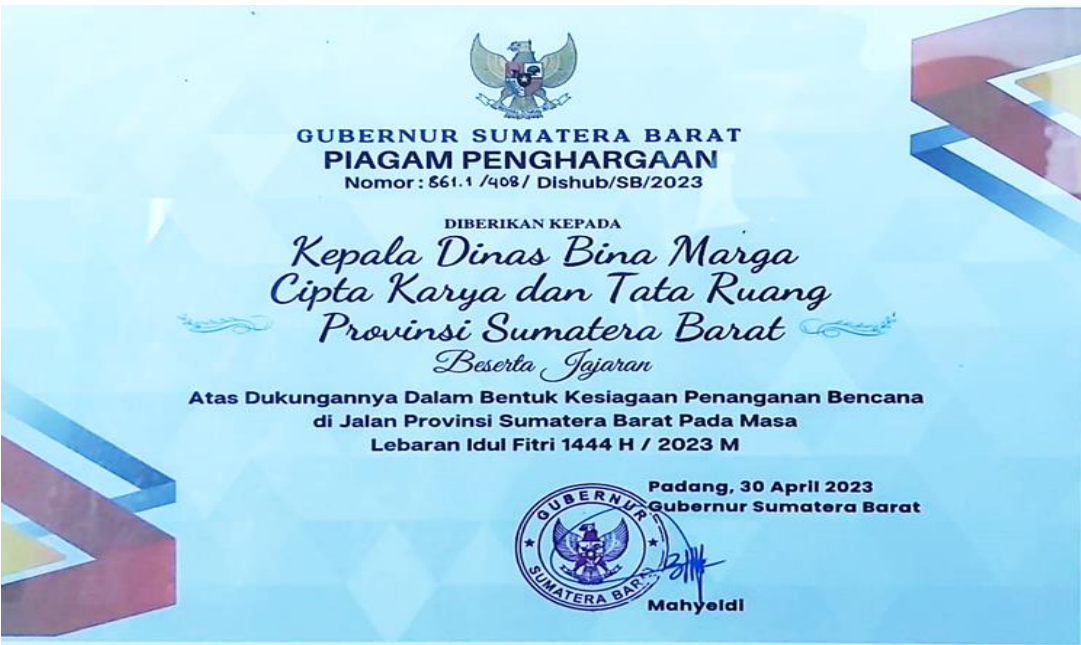 GUBERNUR SUMATERA BARAT
PIAGAM PENGHARGAAN
Nomor : 861.1 /408/ Dishub/SB/2023
DIBERIKAN KEPADA
Kepala Dinas Bina Marga
Cipta Karya dan Tata Ruang
Provinsi Sumatera Barat
Beserta Jajaran
Atas Dukungannya Dalam Bentuk Kesiagaan Penanganan Bencana
di Jalan Provinsi Sumatera Barat Pada Masa
Lebaran Idul Fitri 1444 H / 2023 M
Padang, 30 April 2023
Gubernur Sumatera Barat
GUBERNUR
SUMATERA BARAT
Mahyeldi